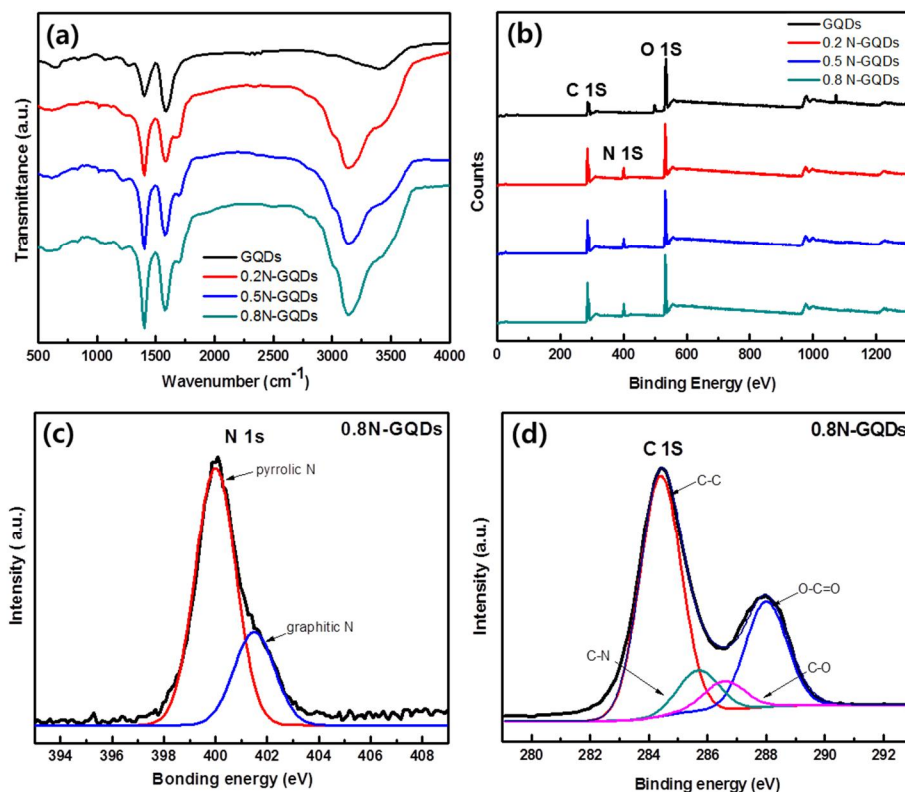 (a)
Transmittance (a.u.)
GQDs
0.2N-GQDs
0.5N-GQDs
0.8N-GQDs
500 1000 1500 2000 2500 3000 3500 4000
Wavenumber (cm⁻¹)
(b)
Counts
O 1S
C 1S
N 1S
GQDs
0.2 N-GQDs
0.5 N-GQDs
0.8 N-GQDs
0 200 400 600 800 1000 1200
Binding Energy (eV)
(c)
N 1s
0.8N-GQDs
pyrrolic N
graphitic N
Intensity ( a.u.)
394 396 398 400 402 404 406 408
Bonding energy (eV)
(d)
0.8N-GQDs
C 1S
C-C
O-C=O
C-N
C-O
Intensity (a.u.)
280 282 284 286 288 290 292
Binding energy (eV)